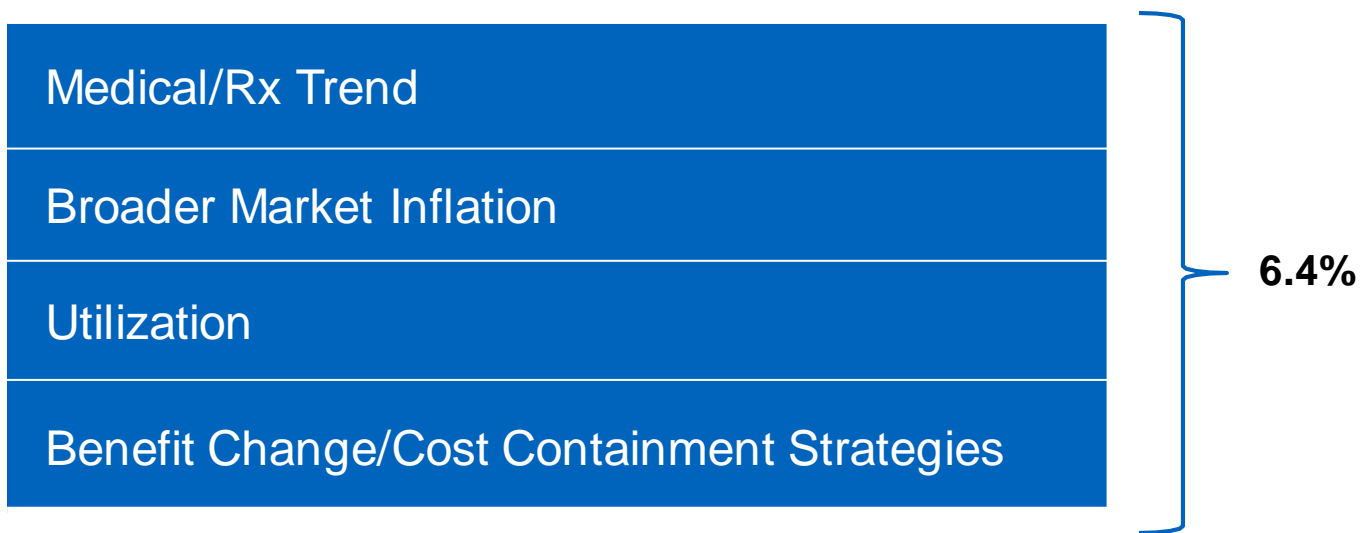 Medical/Rx Trend
Broader Market Inflation
6.4%
Utilization
Benefit Change/Cost Containment Strategies